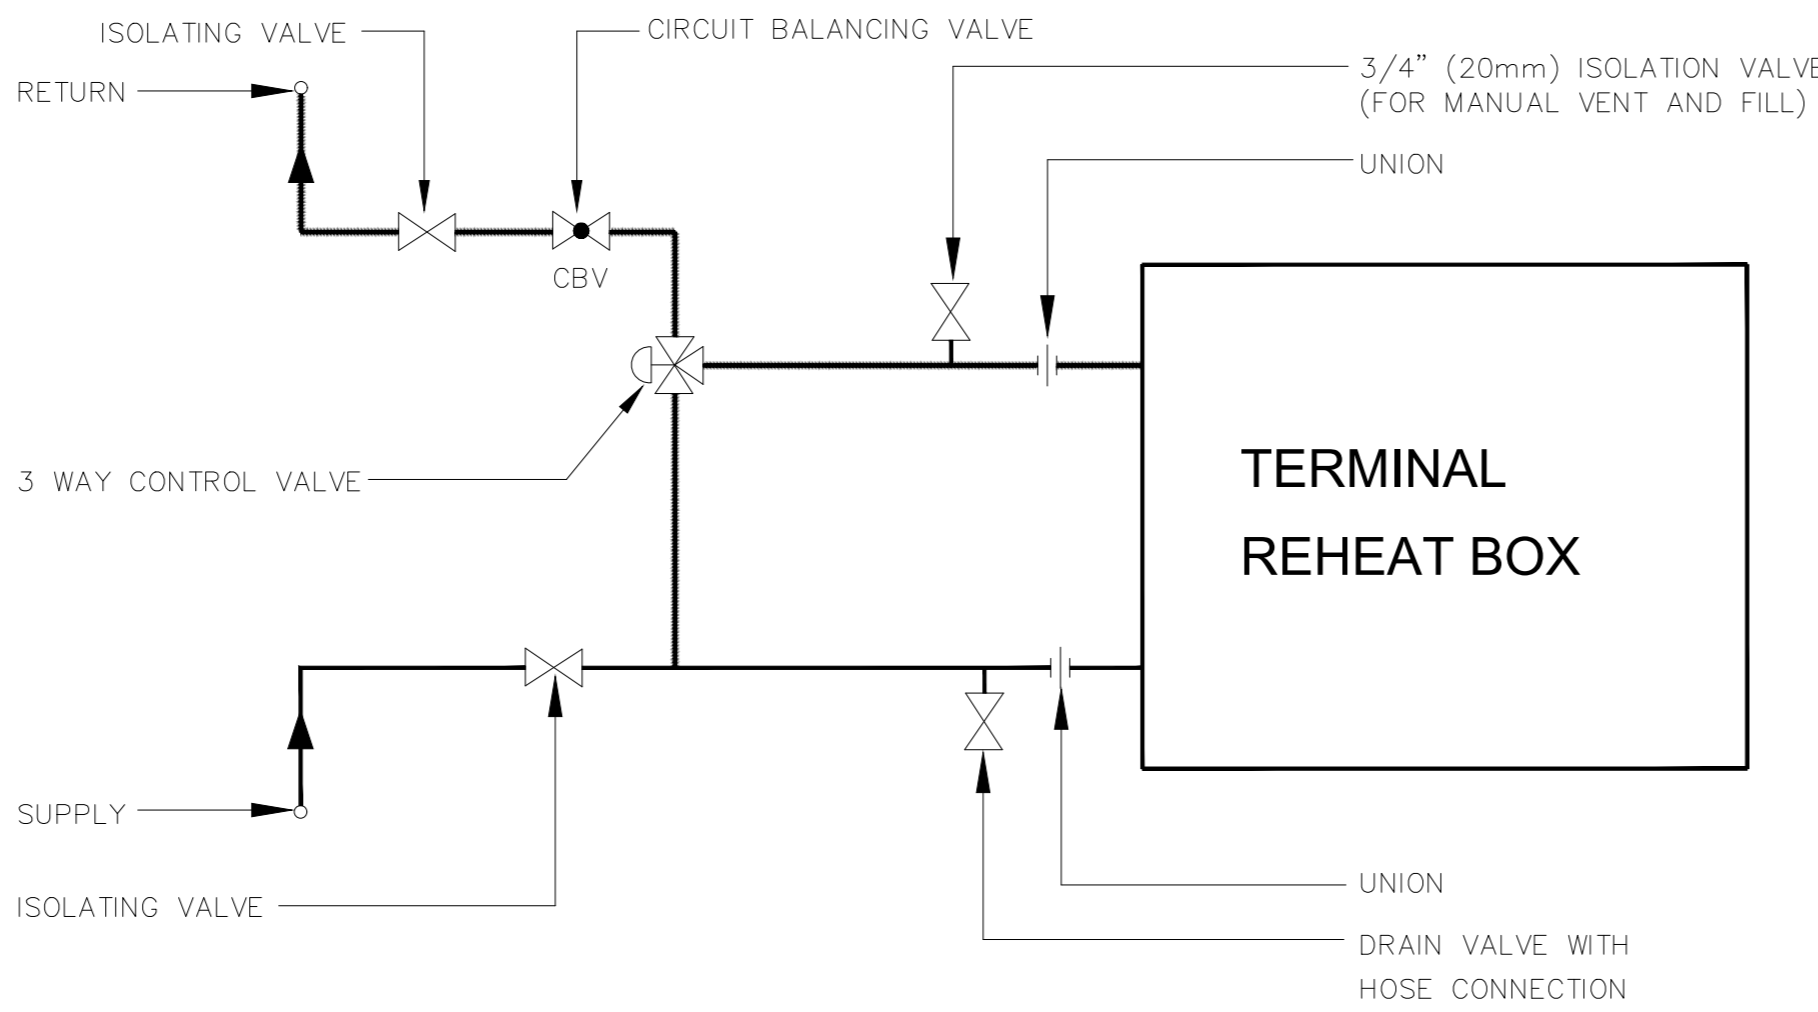 ISOLATING VALVE
CIRCUIT BALANCING VALVE
3/4” (20mm) ISOLATION VALVE
(FOR MANUAL VENT AND FILL)
RETURN
UNION
CBV
3 WAY CONTROL VALVE
TERMINAL
REHEAT BOX
SUPPLY
ISOLATING VALVE
UNION
DRAIN VALVE WITH
HOSE CONNECTION